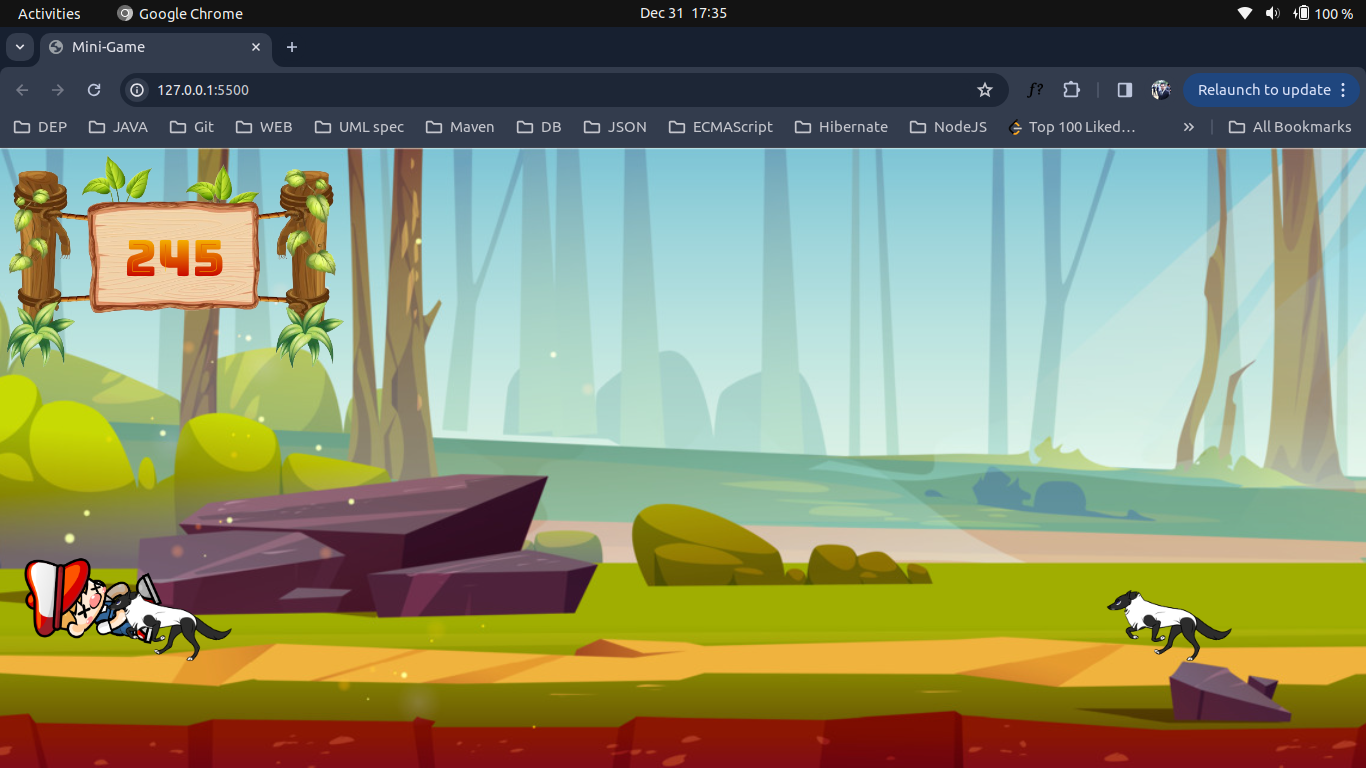 Activities Google Chrome Dec 31 17:35 100 %
Mini-Game
127.0.0.1:5500 f? Relaunch to update
DEP JAVA Git WEB UML spec Maven DB JSON ECMAScript Hibernate NodeJS Top 100 Liked… » All Bookmarks
245